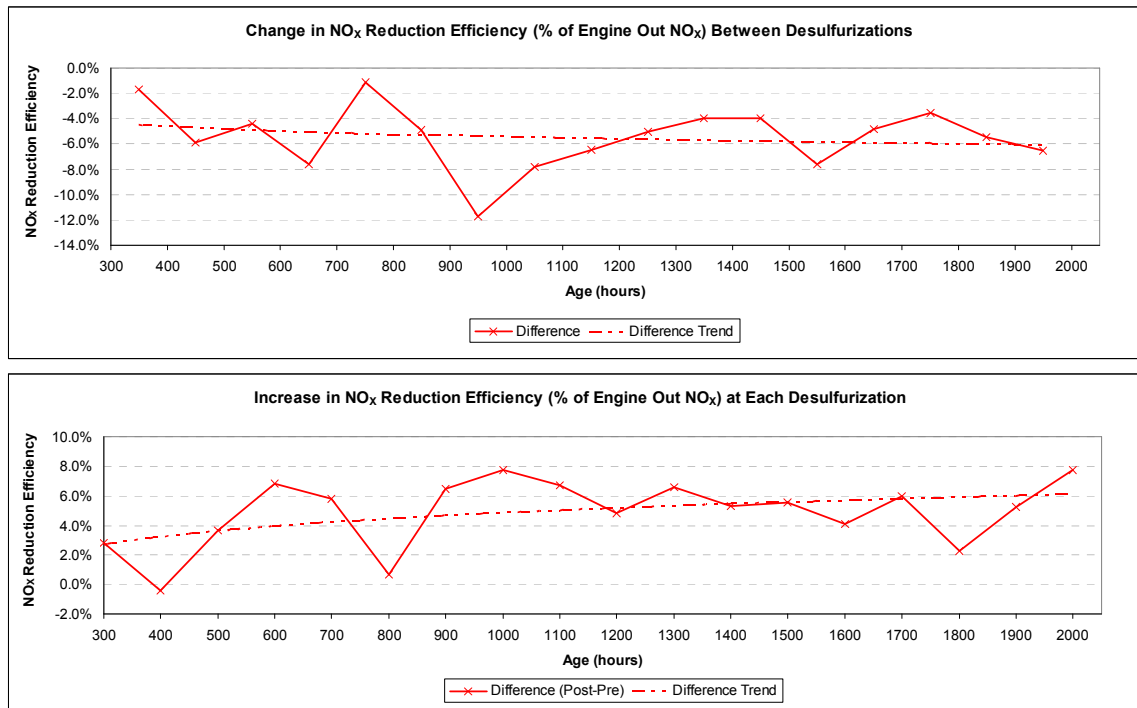 Change in NOX Reduction Efficiency (% of Engine Out NOX) Between Desulfurizations
NOX Reduction Efficiency
0.0%
-2.0%
-4.0%
-6.0%
-8.0%
-10.0%
-12.0%
-14.0%
300 400 500 600 700 800 900 1000 1100 1200 1300 1400 1500 1600 1700 1800 1900 2000
Age (hours)
Difference Difference Trend
Increase in NOX Reduction Efficiency (% of Engine Out NOX) at Each Desulfurization
NOX Reduction Efficiency
10.0%
8.0%
6.0%
4.0%
2.0%
0.0%
-2.0%
300 400 500 600 700 800 900 1000 1100 1200 1300 1400 1500 1600 1700 1800 1900 2000
Age (hours)
Difference (Post-Pre) Difference Trend